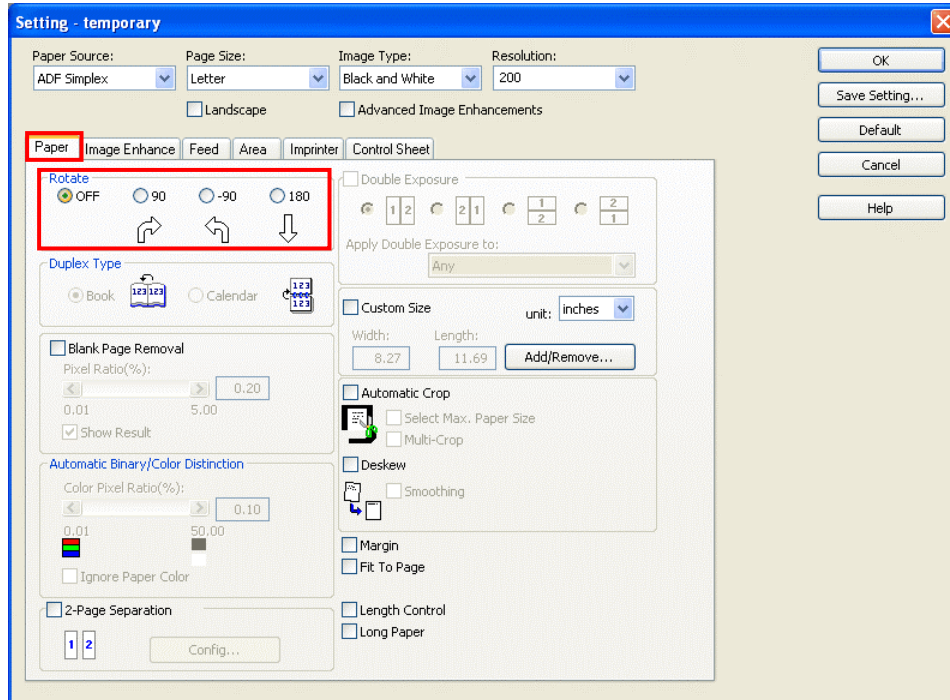 Setting - temporary
Paper Source: Page Size: Image Type: Resolution:
ADF Simplex Letter Black and White 200
Landscape Advanced Image Enhancements
OK
Save Setting...
Default
Cancel
Help
Paper Image Enhance Feed Area Imprinter Control Sheet
Rotate
OFF 90 -90 180
Duplex Type
Book 123 123 Calendar 123 123
Blank Page Removal
Pixel Ratio(%):
0.20
0.01 5.00
Show Result
Automatic Binary/Color Distinction
Color Pixel Ratio(%):
0.10
0.01 50.00
Ignore Paper Color
2-Page Separation
1 2 Config...
Double Exposure
1 2 2 1 1 2 2 1
Apply Double Exposure to:
Any
Custom Size unit: inches
Width: Length:
8.27 11.69 Add/Remove...
Automatic Crop
Select Max. Paper Size
Multi-Crop
Deskew
Smoothing
Margin
Fit To Page
Length Control
Long Paper